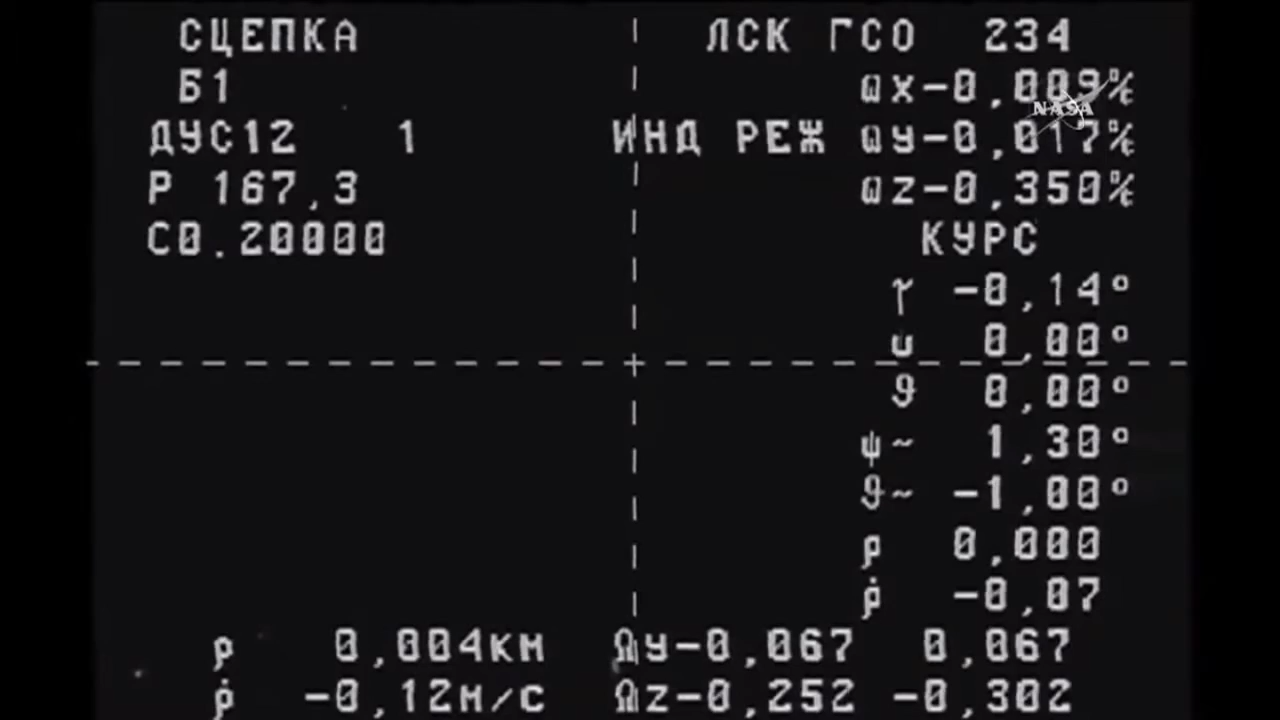 СЦЕПКА ЛСК ГСО 234
Б1 ωx-0,009°/с
NASA
ДУС12 1 ИНД РЕЖ ωy-0,017°/с
Р 167,3 ωz-0,350°/с
С0.20000 КУРС
γ -0,14°
u 0,00°
ϑ 0,00°
ψ~ 1,30°
ϑ~ -1,00°
ρ 0,000
ρ̇ -0,07
ρ 0,004км Ωy-0,067 0,067
ρ̇ -0,12м/с Ωz-0,252 -0,302